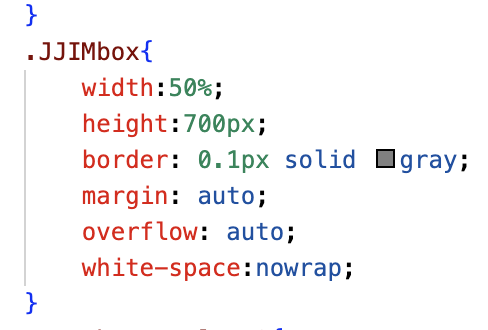 }
.JJIMbox{
width:50%;
height:700px;
border: 0.1px solid gray;
margin: auto;
overflow: auto;
white-space:nowrap;
}